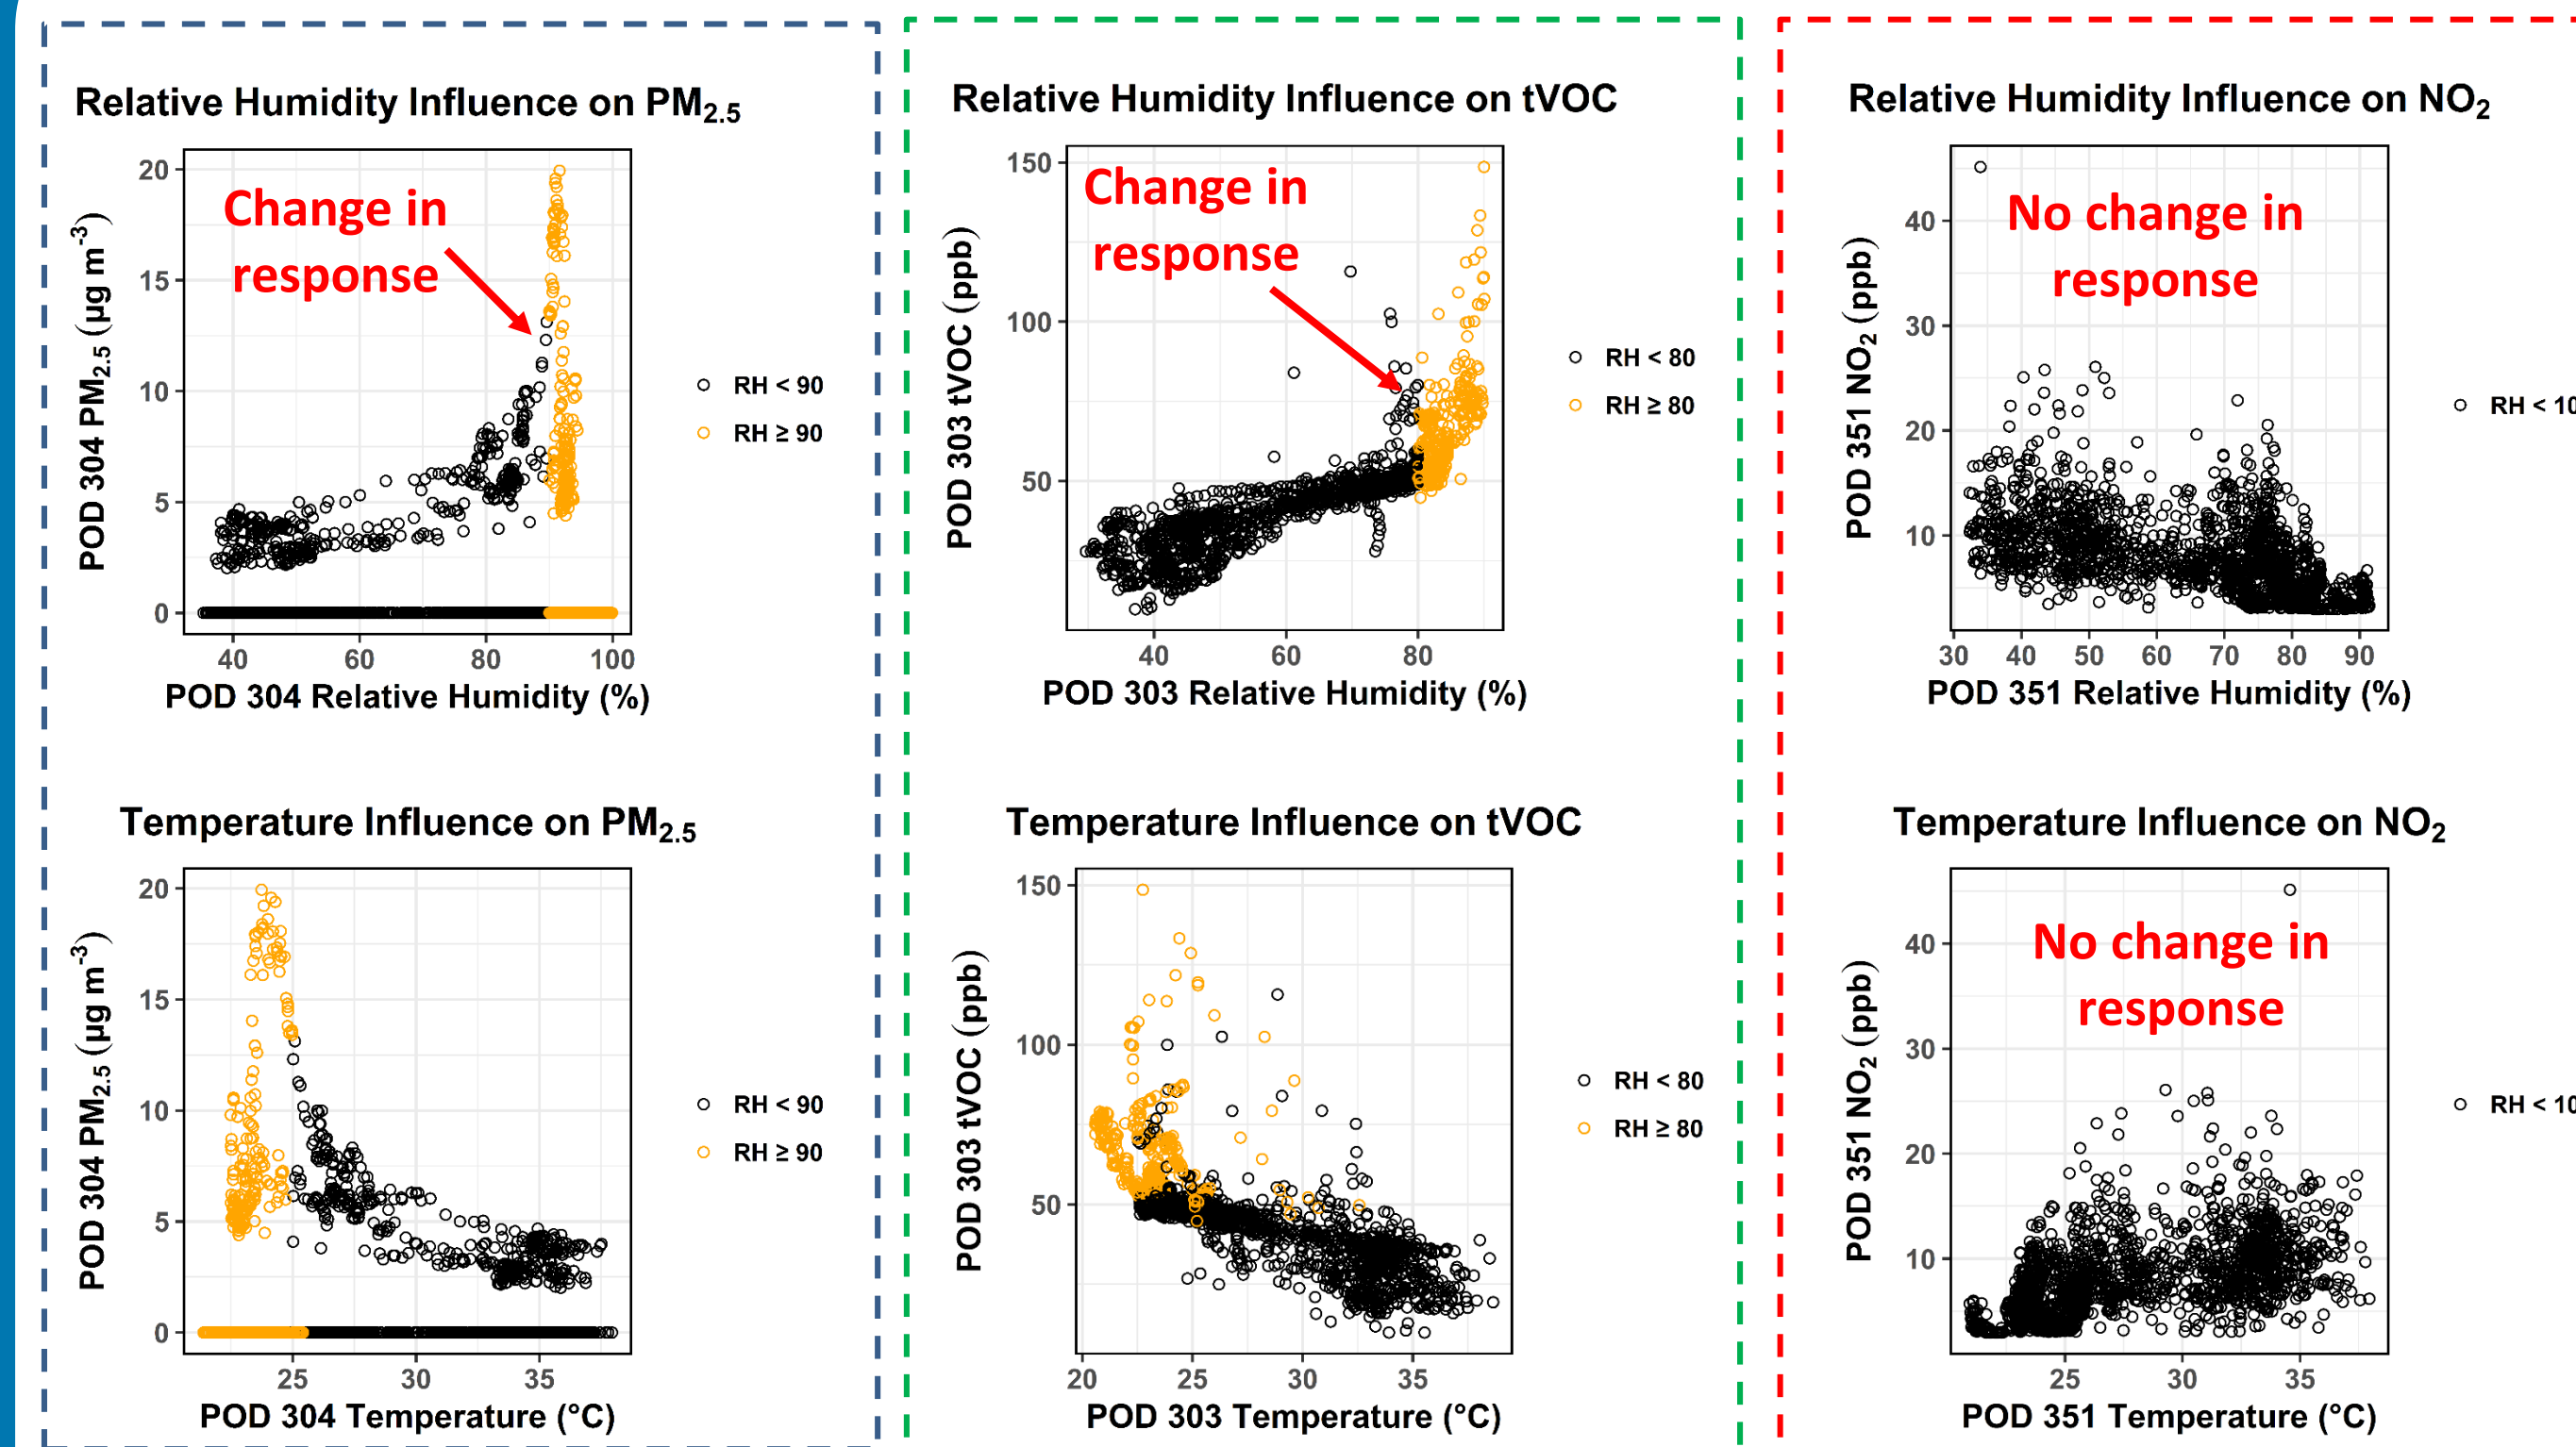 Relative Humidity Influence on PM2.5
20
15
10
5
0
Change in
response
POD 304 PM2.5 (µg m-3)
40 60 80 100
POD 304 Relative Humidity (%)
RH < 90
RH ≥ 90
Relative Humidity Influence on tVOC
150
100
50
Change in
response
POD 303 tVOC (ppb)
40 60 80
POD 303 Relative Humidity (%)
RH < 80
RH ≥ 80
Relative Humidity Influence on NO2
40
30
20
10
No change in
response
POD 351 NO2 (ppb)
30 40 50 60 70 80 90
POD 351 Relative Humidity (%)
RH < 10
Temperature Influence on PM2.5
20
15
10
5
0
POD 304 PM2.5 (µg m-3)
25 30 35
POD 304 Temperature (°C)
RH < 90
RH ≥ 90
Temperature Influence on tVOC
150
100
50
POD 303 tVOC (ppb)
20 25 30 35
POD 303 Temperature (°C)
RH < 80
RH ≥ 80
Temperature Influence on NO2
40
30
20
10
No change in
response
POD 351 NO2 (ppb)
25 30 35
POD 351 Temperature (°C)
RH < 10